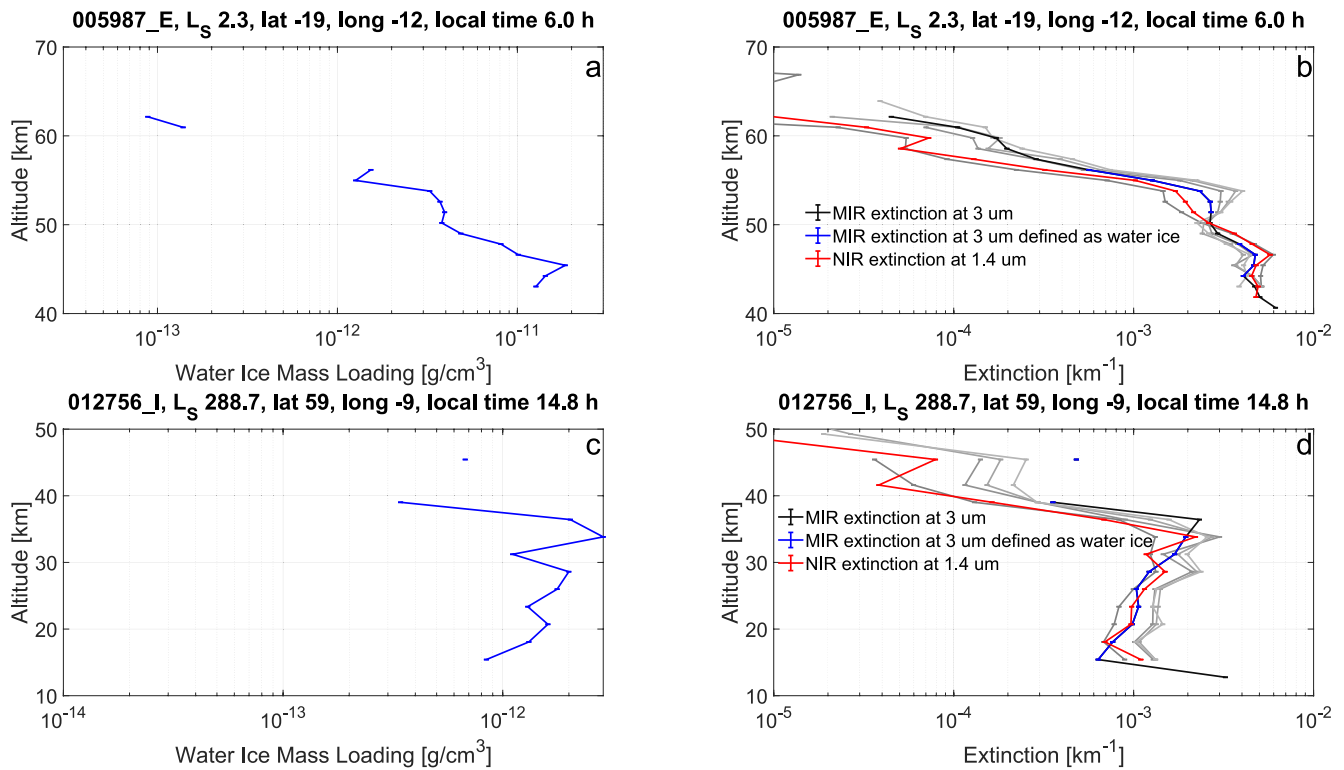 005987_E, L_S 2.3, lat -19, long -12, local time 6.0 h
a
70
60
50
40
Altitude [km]
10^-13
10^-12
10^-11
Water Ice Mass Loading [g/cm^3]
005987_E, L_S 2.3, lat -19, long -12, local time 6.0 h
b
70
60
50
40
Altitude [km]
MIR extinction at 3 um
MIR extinction at 3 um defined as water ice
NIR extinction at 1.4 um
10^-5
10^-4
10^-3
10^-2
Extinction [km^-1]
012756_I, L_S 288.7, lat 59, long -9, local time 14.8 h
c
50
40
30
20
10
Altitude [km]
10^-14
10^-13
10^-12
Water Ice Mass Loading [g/cm^3]
012756_I, L_S 288.7, lat 59, long -9, local time 14.8 h
d
50
40
30
20
10
Altitude [km]
MIR extinction at 3 um
MIR extinction at 3 um defined as water ice
NIR extinction at 1.4 um
10^-5
10^-4
10^-3
10^-2
Extinction [km^-1]